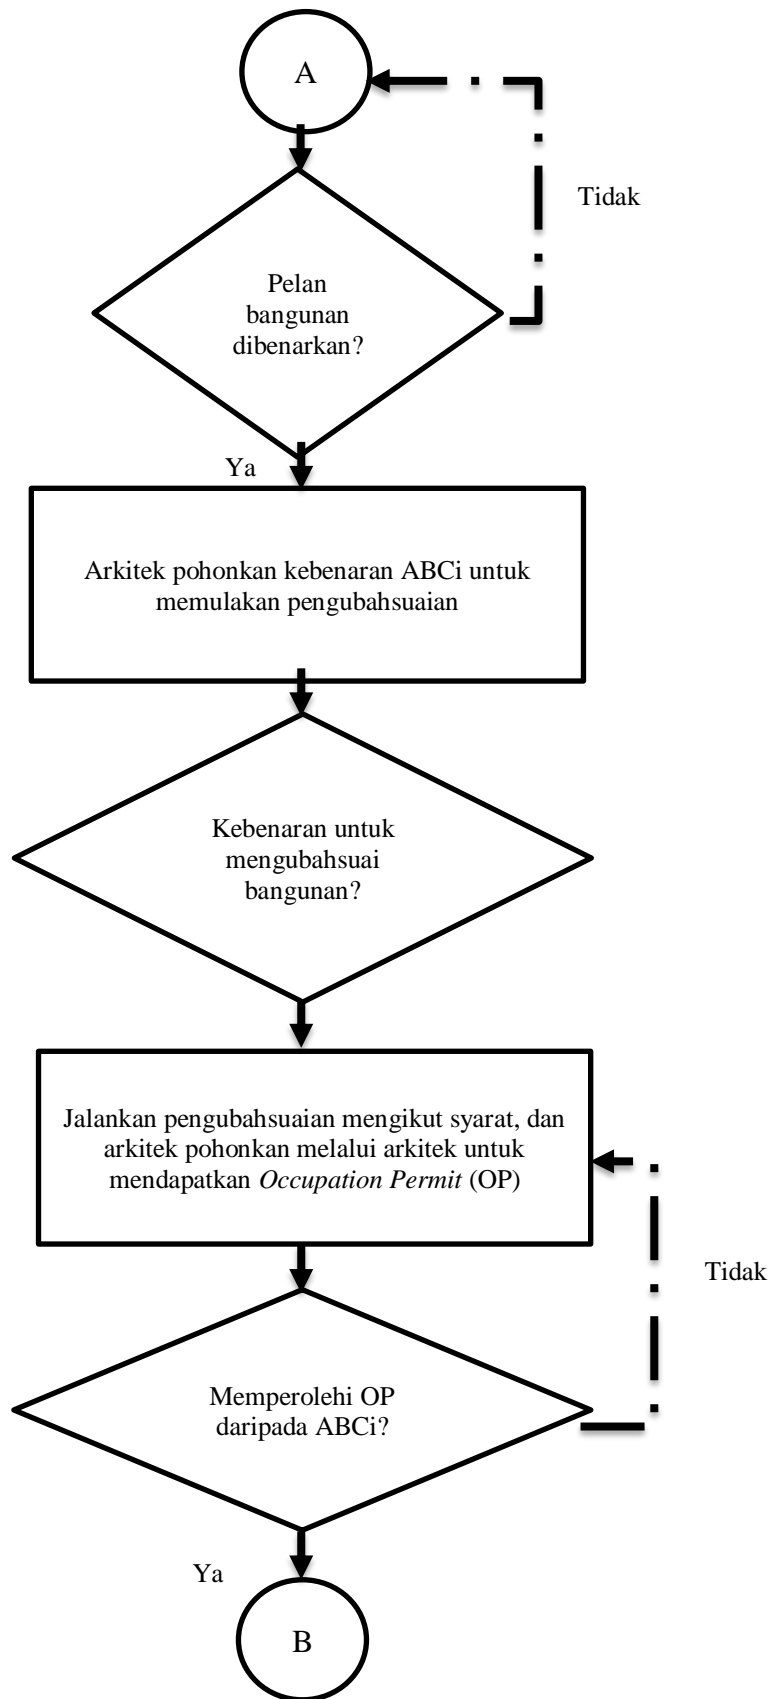 A
Tidak
Pelan
bangunan
dibenarkan?
Ya
Arkitek pohonkan kebenaran ABCi untuk
memulakan pengubahsuaian
Kebenaran untuk
mengubahsuai
bangunan?
Jalankan pengubahsuaian mengikut syarat, dan
arkitek pohonkan melalui arkitek untuk
mendapatkan Occupation Permit (OP)
Tidak
Memperolehi OP
daripada ABCi?
Ya
B